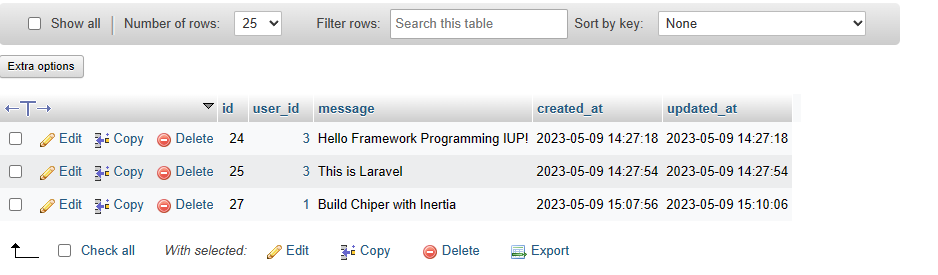 Show all Number of rows: 25 Filter rows: Search this table Sort by key: None
Extra options
id user_id message created_at updated_at
Edit Copy Delete 24 3 Hello Framework Programming IUP! 2023-05-09 14:27:18 2023-05-09 14:27:18
Edit Copy Delete 25 3 This is Laravel 2023-05-09 14:27:54 2023-05-09 14:27:54
Edit Copy Delete 27 1 Build Chiper with Inertia 2023-05-09 15:07:56 2023-05-09 15:10:06
Check all With selected: Edit Copy Delete Export